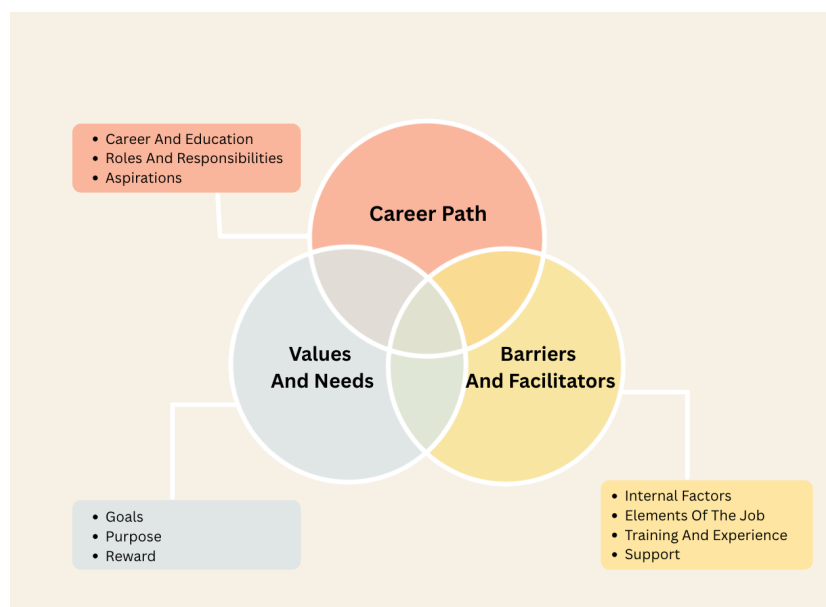 • Career And Education
• Roles And Responsibilities
• Aspirations
Career Path
Values
And Needs
Barriers
And Facilitators
• Goals
• Purpose
• Reward
• Internal Factors
• Elements Of The Job
• Training And Experience
• Support